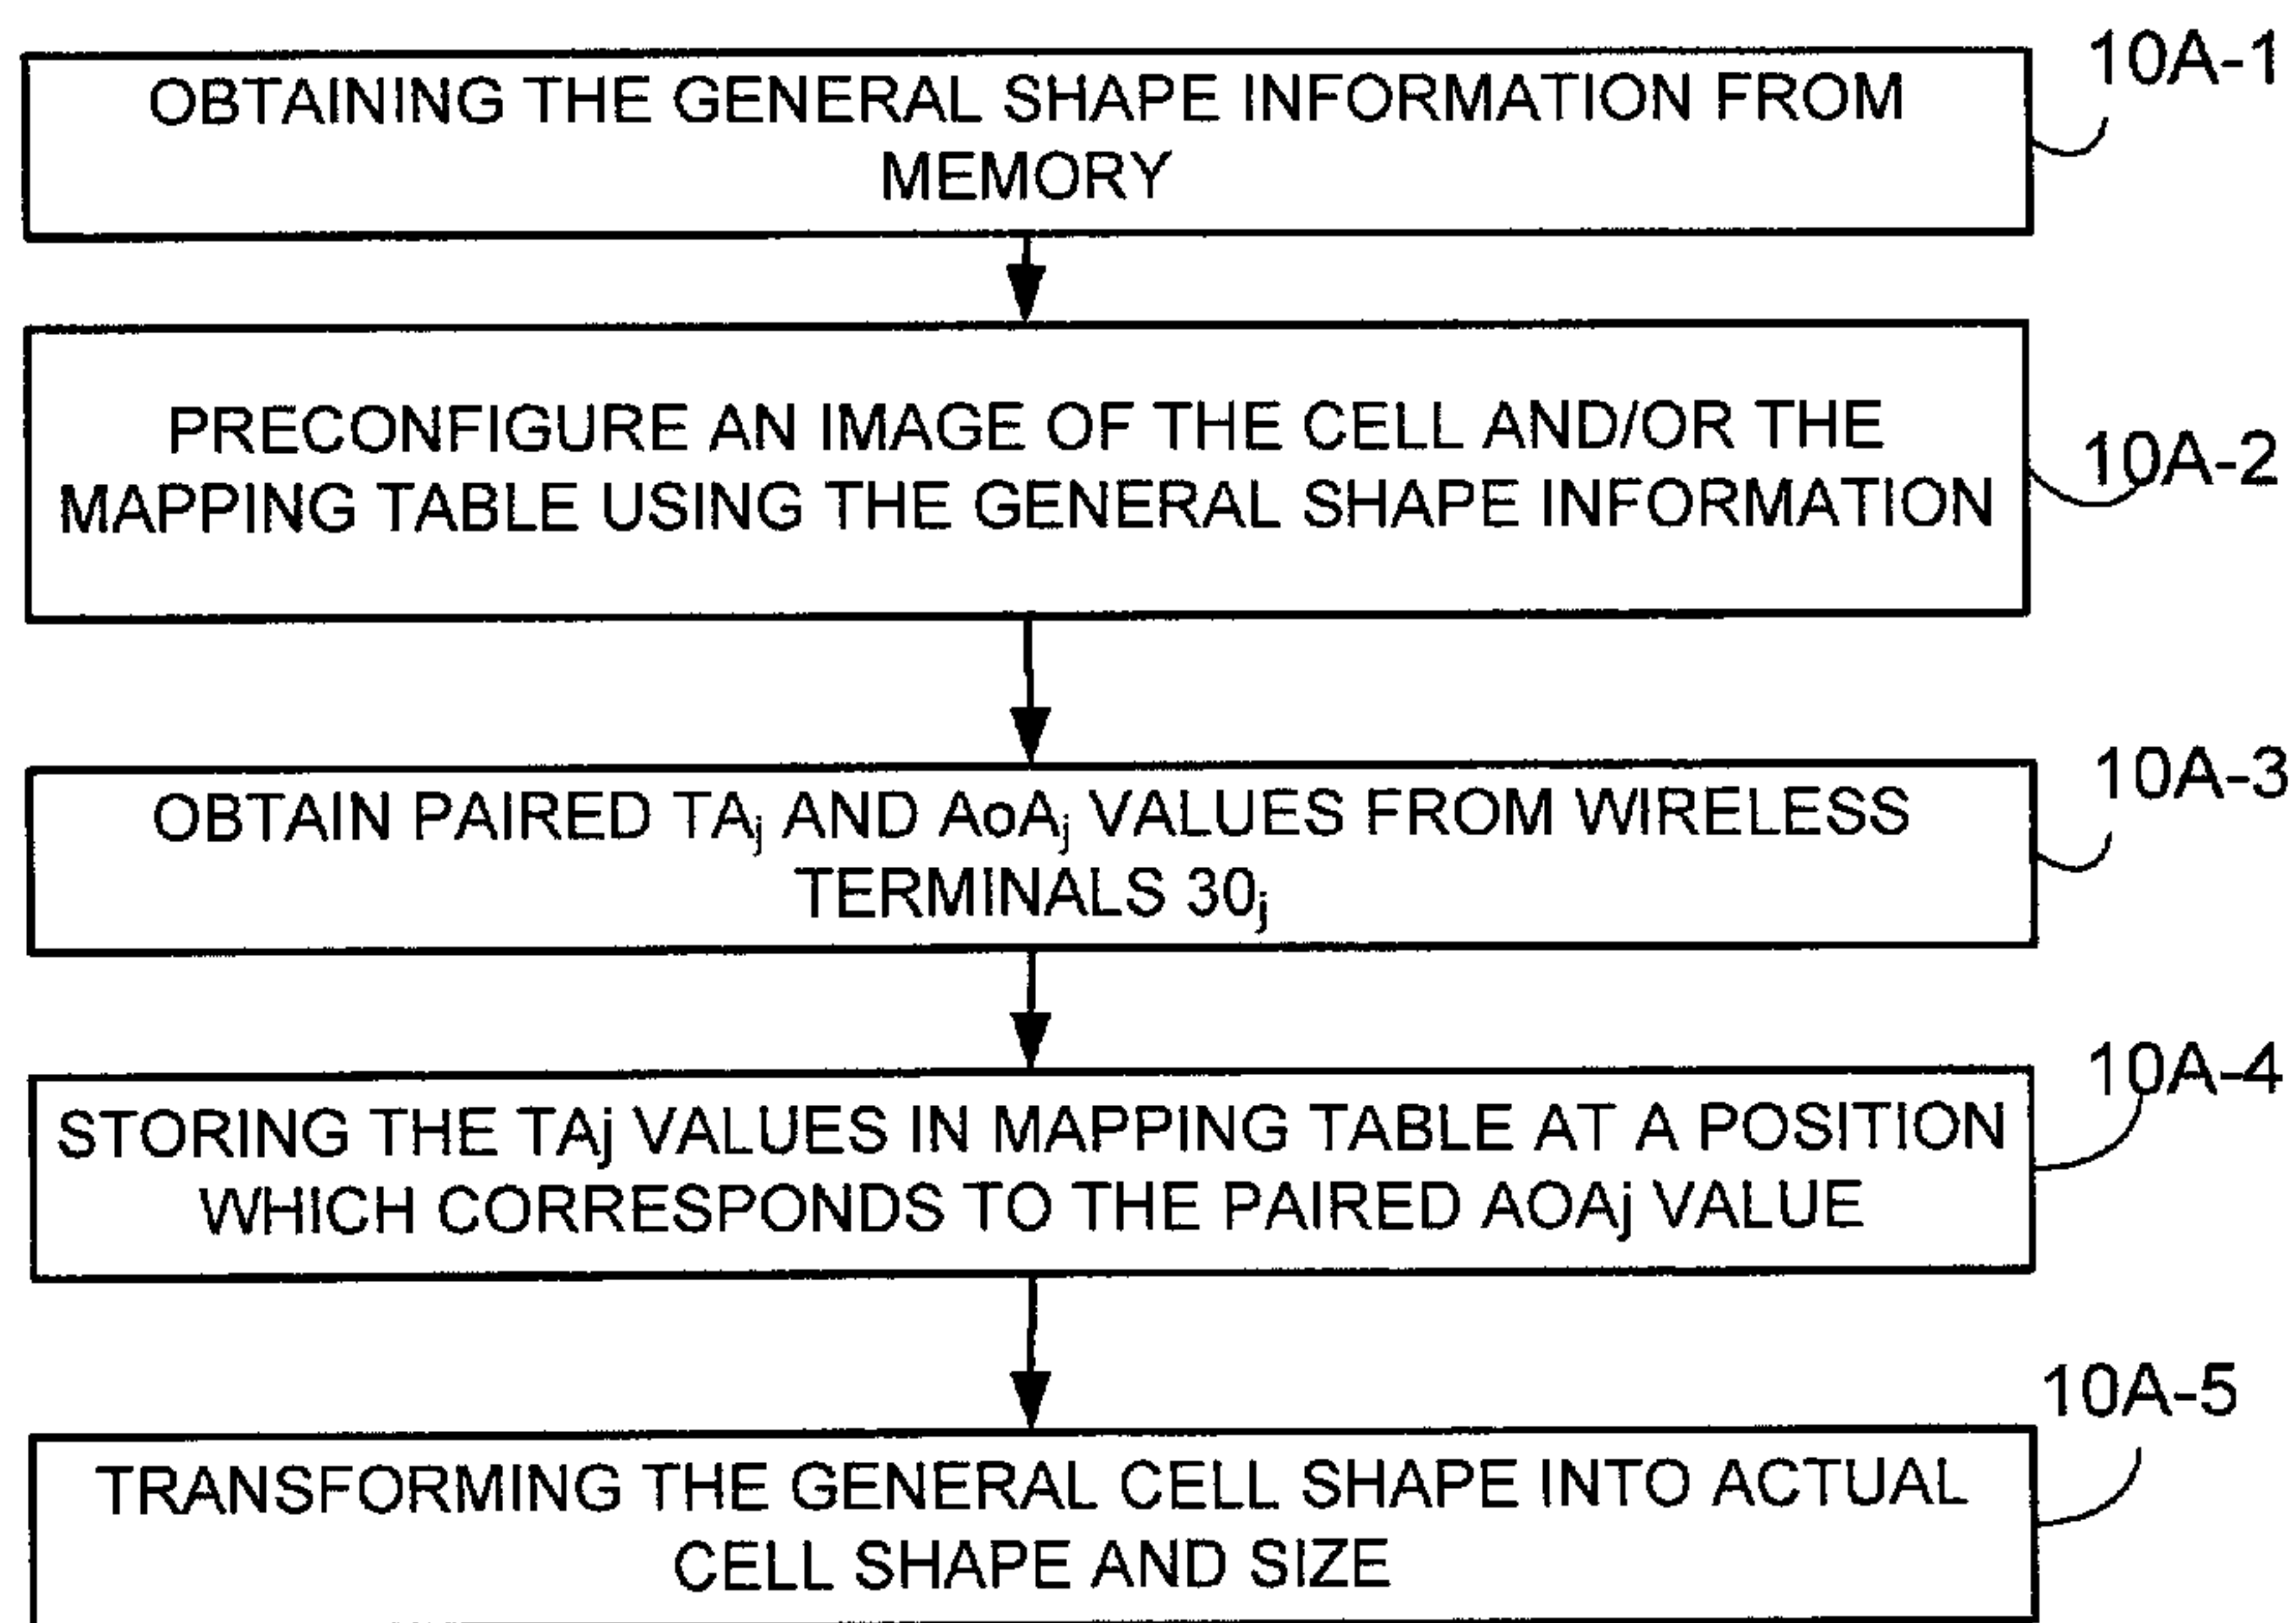 10A-1
OBTAINING THE GENERAL SHAPE INFORMATION FROM
MEMORY
PRECONFIGURE AN IMAGE OF THE CELL AND/OR THE
10A-2
MAPPING TABLE USING THE GENERAL SHAPE INFORMATION
10A-3
OBTAIN PAIRED TAj AND AoAj VALUES FROM WIRELESS
TERMINALS 30j
10A-4
STORING THE TAj VALUES IN MAPPING TABLE AT A POSITION
WHICH CORRESPONDS TO THE PAIRED AOAj VALUE
10A-5
TRANSFORMING THE GENERAL CELL SHAPE INTO ACTUAL
CELL SHAPE AND SIZE